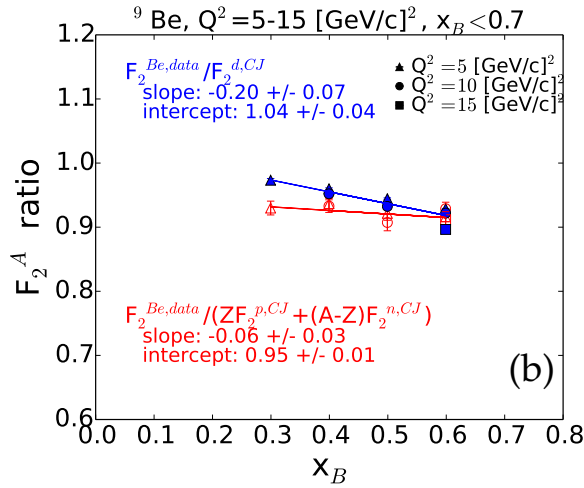 ⁹ Be, Q²=5-15 [GeV/c]², x_B<0.7
F₂^{Be,data}/F₂^{d,CJ}
slope: -0.20 +/- 0.07
intercept: 1.04 +/- 0.04
Q²=5 [GeV/c]²
Q²=10 [GeV/c]²
Q²=15 [GeV/c]²
F₂^{Be,data}/(ZF₂^{p,CJ}+(A-Z)F₂^{n,CJ})
slope: -0.06 +/- 0.03
intercept: 0.95 +/- 0.01
(b)
F₂^A ratio
1.2
1.1
1.0
0.9
0.8
0.7
0.6
0.0 0.1 0.2 0.3 0.4 0.5 0.6 0.7 0.8
x_B